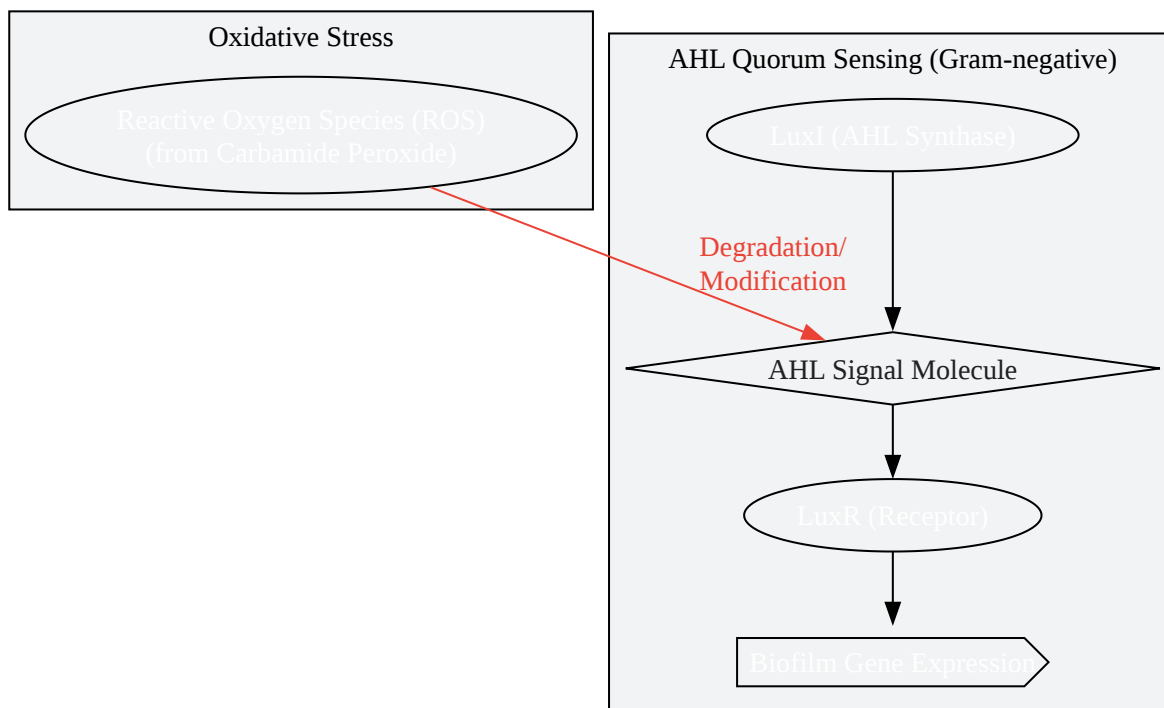 Oxidative Stress
Reactive Oxygen Species (ROS)
(from Carbamide Peroxide)
AHL Quorum Sensing (Gram-negative)
LuxI (AHL Synthase)
Degradation/
Modification
AHL Signal Molecule
LuxR (Receptor)
Biofilm Gene Expression